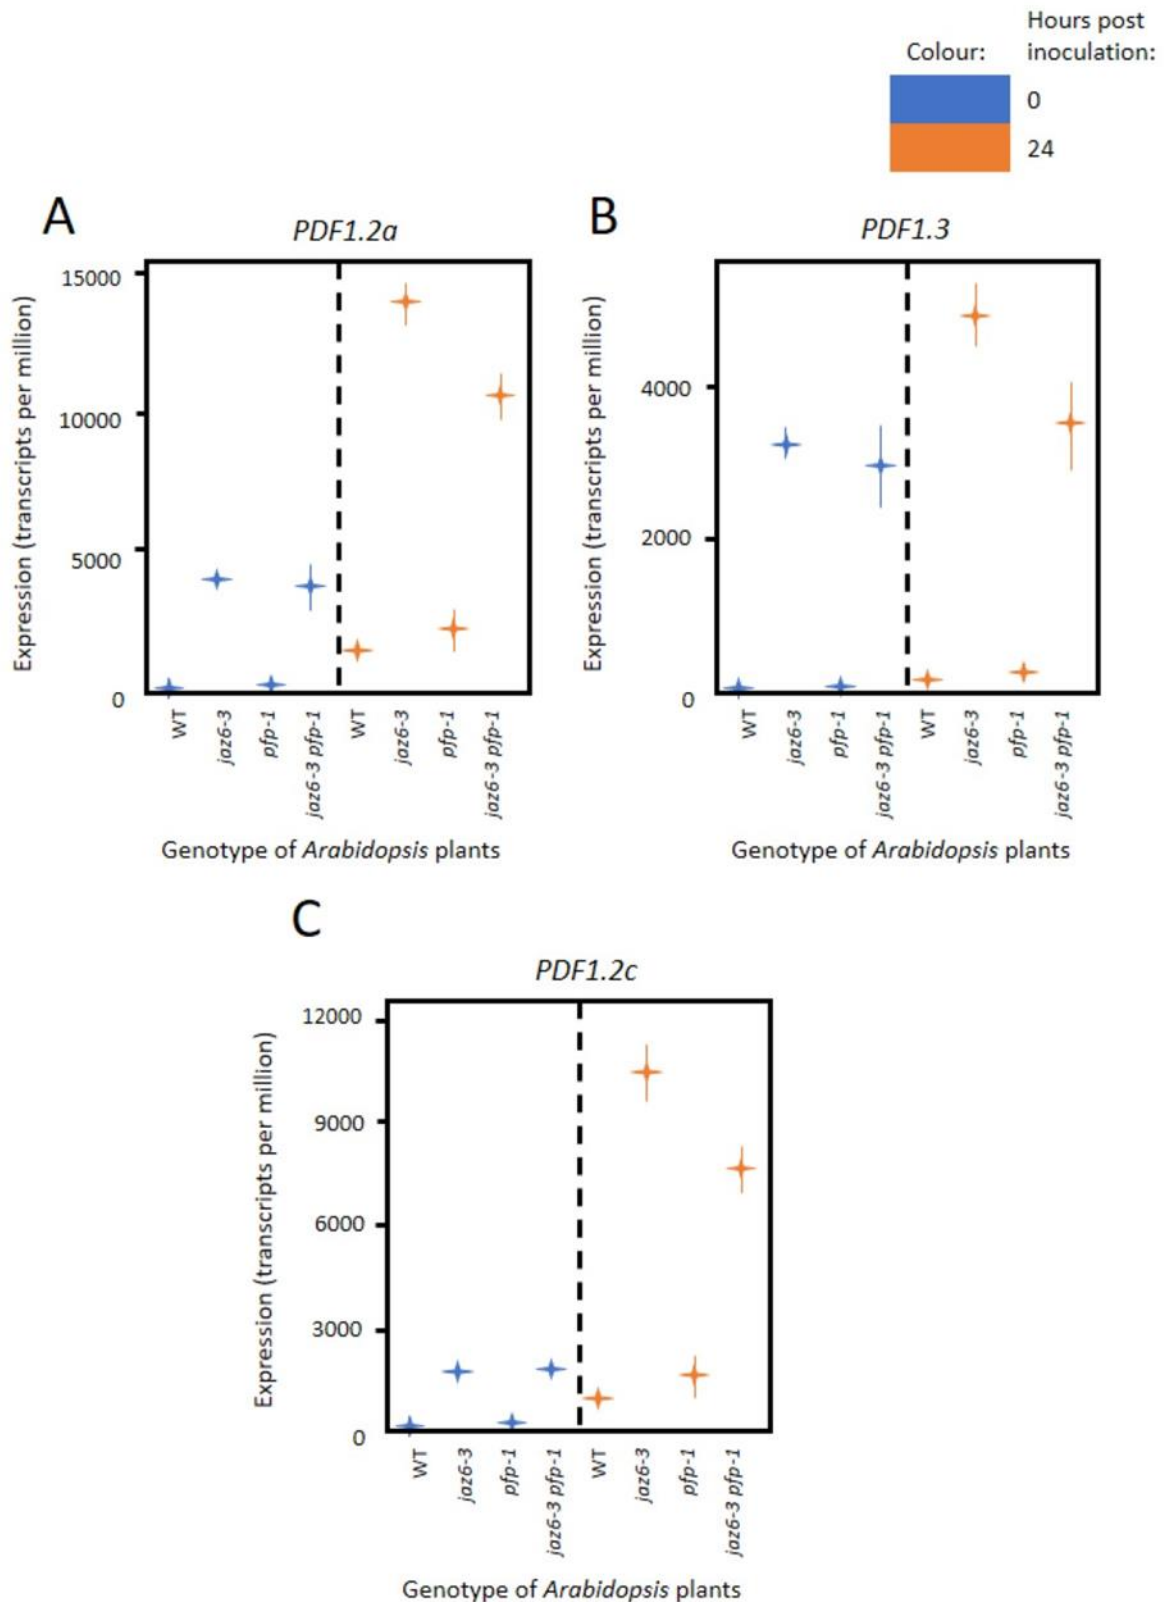 Colour:
Hours post
inoculation:
0
24
A
PDF1.2a
Expression (transcripts per million)
15000
10000
5000
0
WT
jaz6-3
pfp-1
jaz6-3 pfp-1
WT
jaz6-3
pfp-1
jaz6-3 pfp-1
Genotype of Arabidopsis plants
B
PDF1.3
Expression (transcripts per million)
4000
2000
0
WT
jaz6-3
pfp-1
jaz6-3 pfp-1
WT
jaz6-3
pfp-1
jaz6-3 pfp-1
Genotype of Arabidopsis plants
C
PDF1.2c
Expression (transcripts per million)
12000
9000
6000
3000
0
WT
jaz6-3
pfp-1
jaz6-3 pfp-1
WT
jaz6-3
pfp-1
jaz6-3 pfp-1
Genotype of Arabidopsis plants